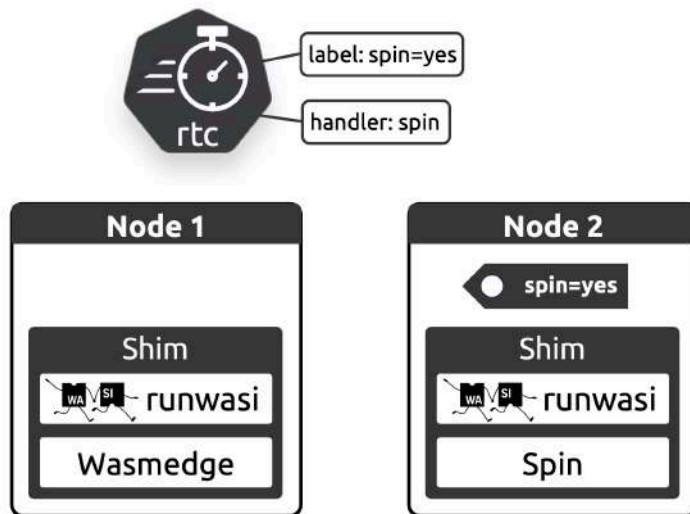 label: spin=yes
handler: spin
rtc
Node 1
Shim
WA SI runwasi
Wasmedge
Node 2
spin=yes
Shim
WA SI runwasi
Spin